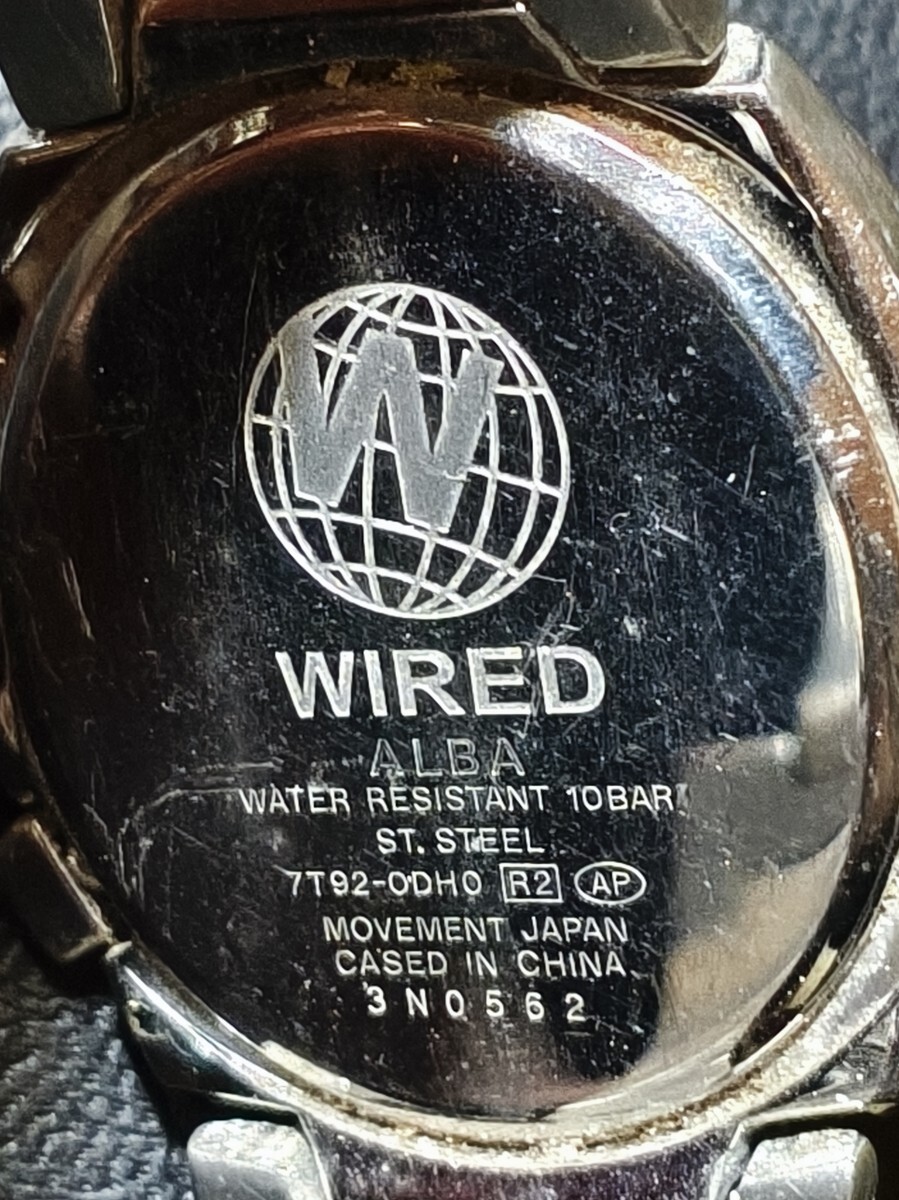 W
WIRED
ALBA
WATER RESISTANT 10BAR
ST. STEEL
7T92-0DH0 R2 AP
MOVEMENT JAPAN
CASED IN CHINA
3N0562